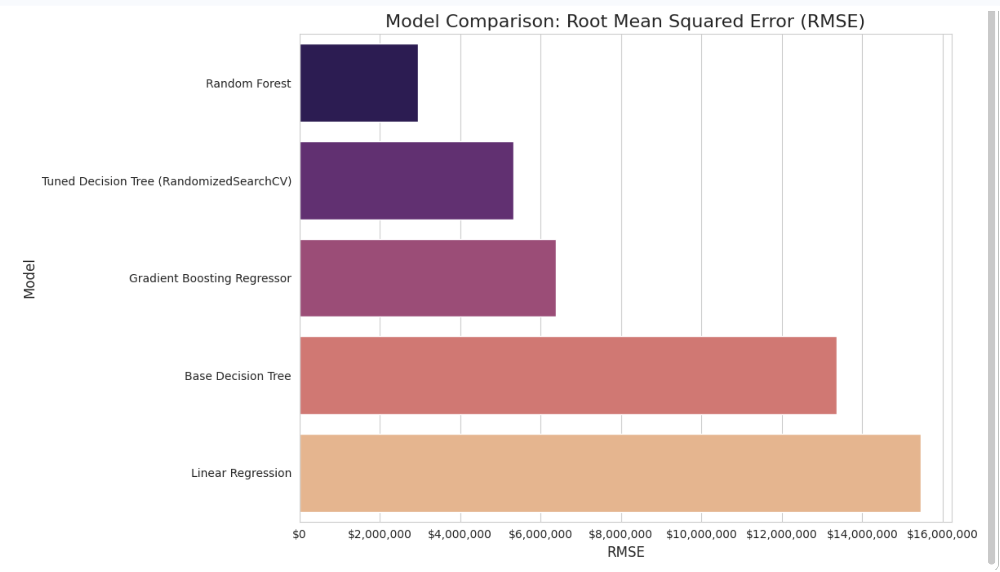 Model Comparison: Root Mean Squared Error (RMSE)
Random Forest
Tuned Decision Tree (RandomizedSearchCV)
Gradient Boosting Regressor
Base Decision Tree
Linear Regression
Model
$0 $2,000,000 $4,000,000 $6,000,000 $8,000,000 $10,000,000 $12,000,000 $14,000,000 $16,000,000
RMSE